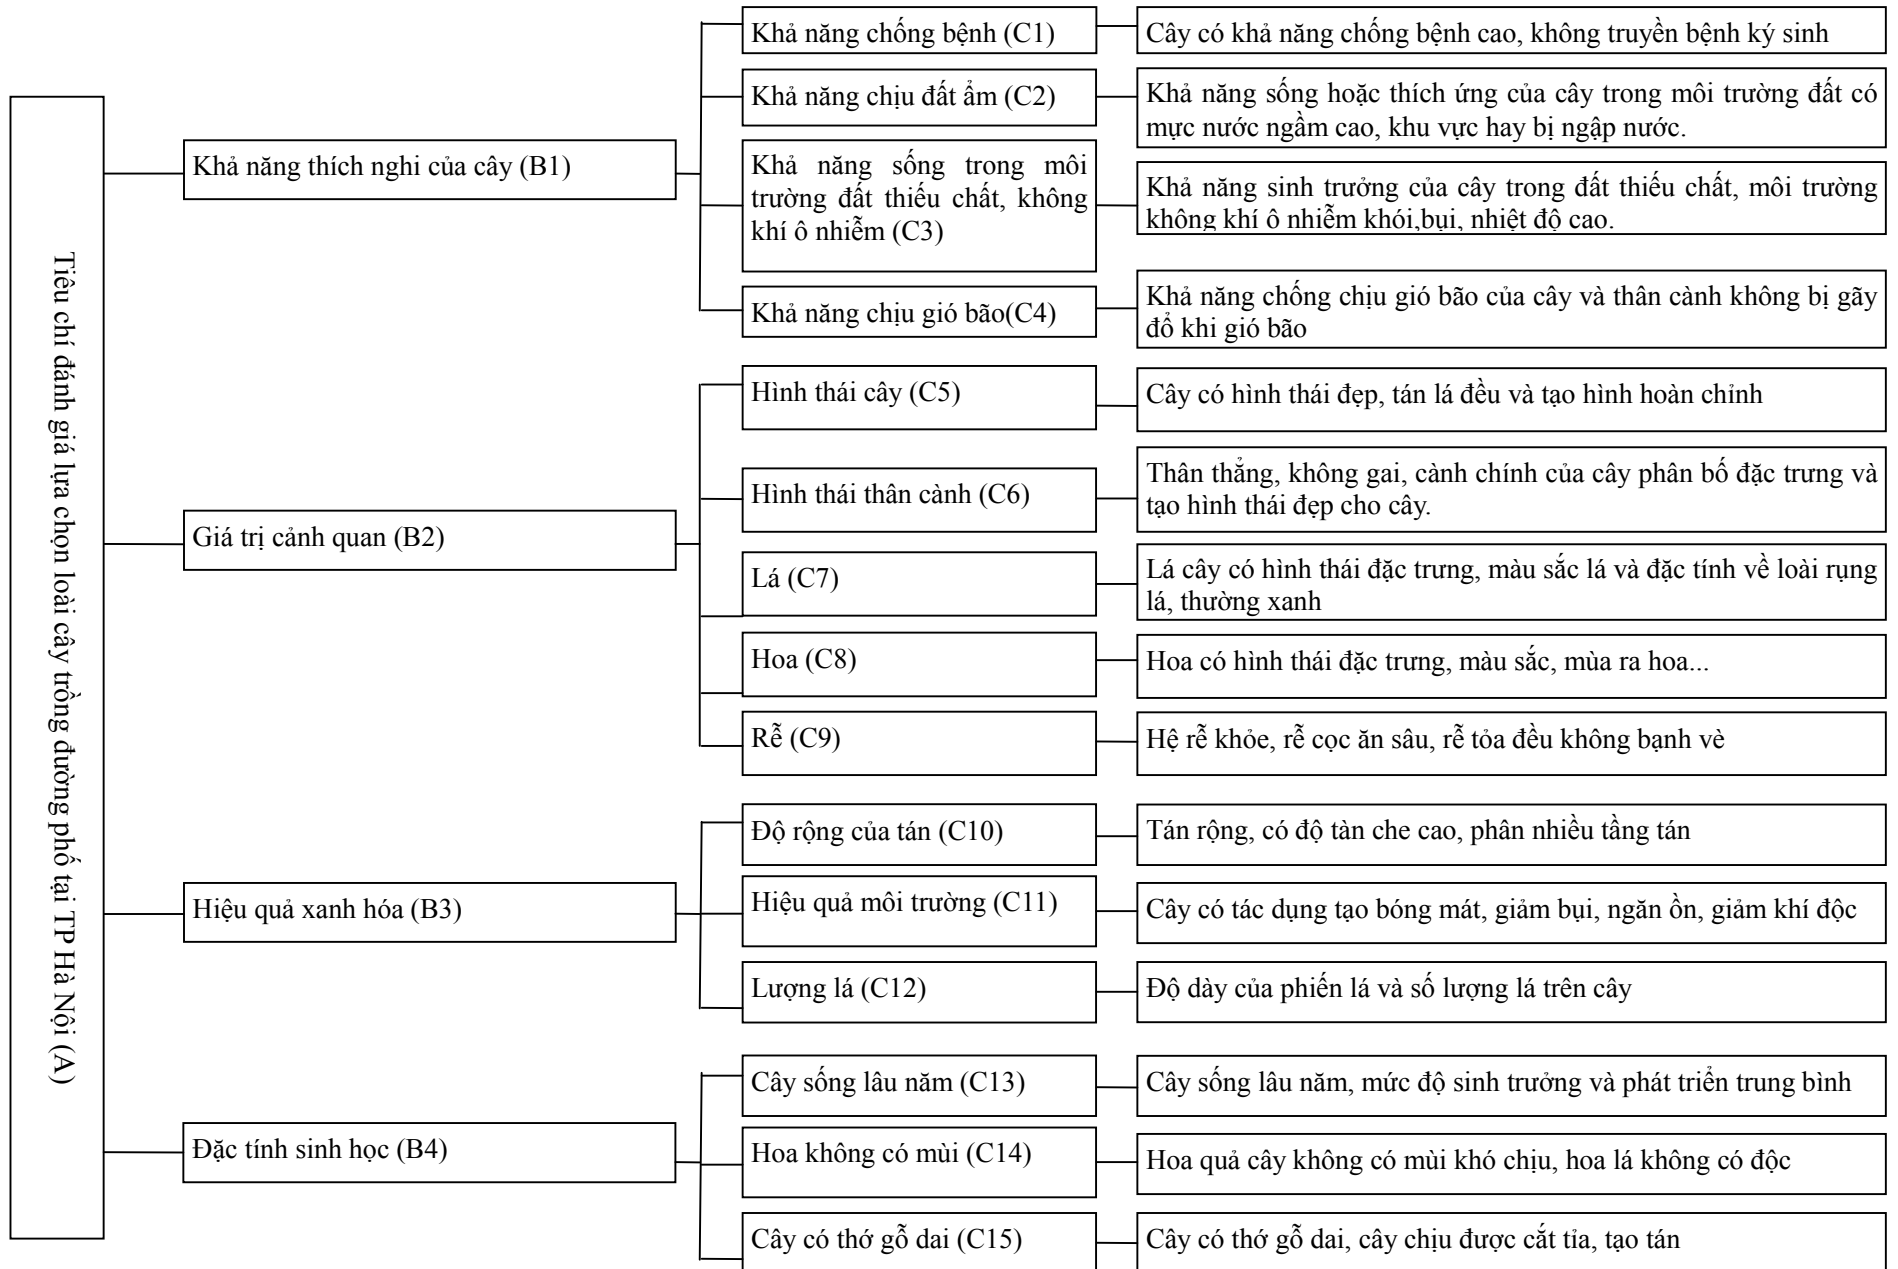 Tiêu chí đánh giá lựa chọn loài cây trồng đường phố tại TP Hà Nội (A)
Khả năng thích nghi của cây (B1)
Khả năng chống bệnh (C1)
Cây có khả năng chống bệnh cao, không truyền bệnh ký sinh
Khả năng chịu đất ẩm (C2)
Khả năng sống hoặc thích ứng của cây trong môi trường đất có
mực nước ngầm cao, khu vực hay bị ngập nước.
Khả năng sống trong môi
trường đất thiếu chất, không
khí ô nhiễm (C3)
Khả năng sinh trưởng của cây trong đất thiếu chất, môi trường
không khí ô nhiễm khói,bụi, nhiệt độ cao.
Khả năng chịu gió bão(C4)
Khả năng chống chịu gió bão của cây và thân cành không bị gãy
đổ khi gió bão
Giá trị cảnh quan (B2)
Hình thái cây (C5)
Cây có hình thái đẹp, tán lá đều và tạo hình hoàn chỉnh
Hình thái thân cành (C6)
Thân thẳng, không gai, cành chính của cây phân bố đặc trưng và
tạo hình thái đẹp cho cây.
Lá (C7)
Lá cây có hình thái đặc trưng, màu sắc lá và đặc tính về loài rụng
lá, thường xanh
Hoa (C8)
Hoa có hình thái đặc trưng, màu sắc, mùa ra hoa...
Rễ (C9)
Hệ rễ khỏe, rễ cọc ăn sâu, rễ tỏa đều không bạnh vè
Hiệu quả xanh hóa (B3)
Độ rộng của tán (C10)
Tán rộng, có độ tàn che cao, phân nhiều tầng tán
Hiệu quả môi trường (C11)
Cây có tác dụng tạo bóng mát, giảm bụi, ngăn ồn, giảm khí độc
Lượng lá (C12)
Độ dày của phiến lá và số lượng lá trên cây
Đặc tính sinh học (B4)
Cây sống lâu năm (C13)
Cây sống lâu năm, mức độ sinh trưởng và phát triển trung bình
Hoa không có mùi (C14)
Hoa quả cây không có mùi khó chịu, hoa lá không có độc
Cây có thớ gỗ dai (C15)
Cây có thớ gỗ dai, cây chịu được cắt tỉa, tạo tán